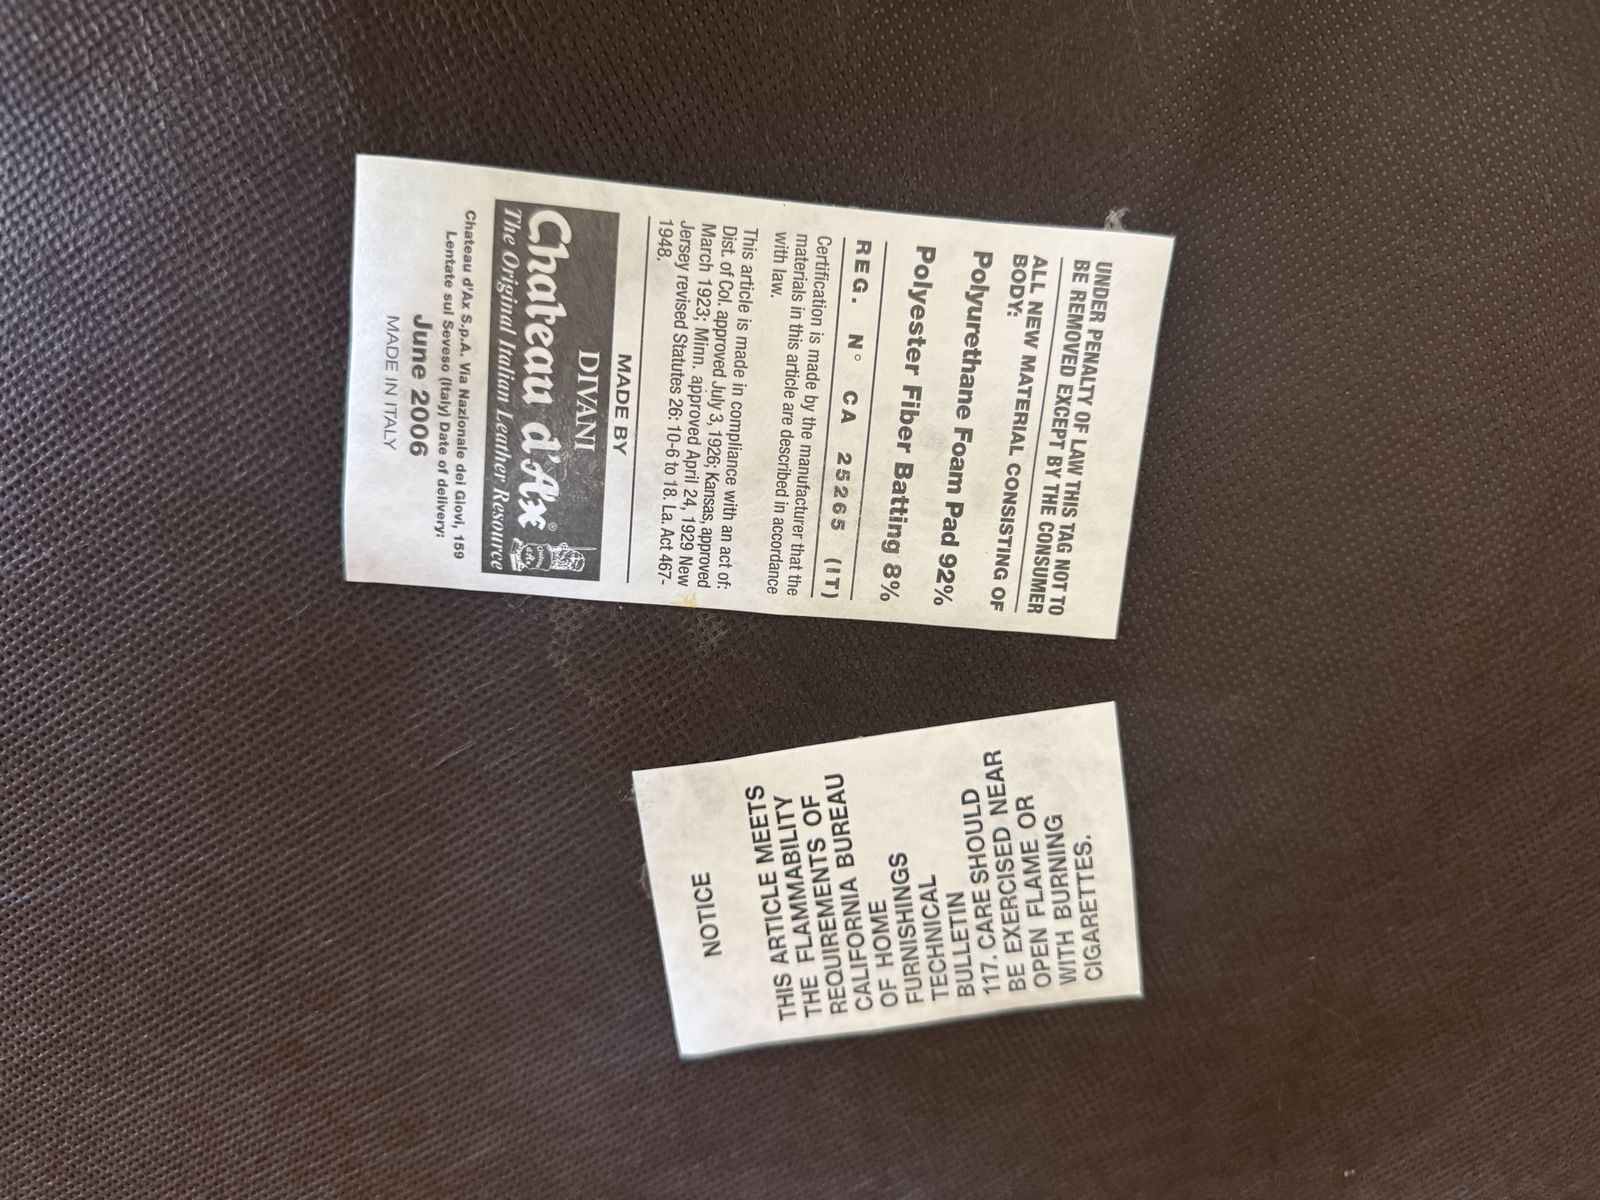 UNDER PENALTY OF LAW THIS TAG NOT TO
BE REMOVED EXCEPT BY THE CONSUMER
ALL NEW MATERIAL CONSISTING OF
BODY:
Polyurethane Foam Pad 92%
Polyester Fiber Batting 8%
REG. N° CA 25265 (IT)
Certification is made by the manufacturer that the
materials in this article are described in accordance
with law.
This article is made in compliance with an act of:
Dist. of Col. approved July 3, 1926; Kansas, approved
March 1923; Minn. approved April 24, 1929 New
Jersey revised Statutes 26: 10-6 to 18. La. Act 467-
1948.
MADE BY
DIVANI
Chateau d'Ax®
The Original Italian Leather Resource
Chateau d'Ax S.p.A. Via Nazionale dei Giovi, 159
Lentate sul Seveso (Italy) Date of delivery:
June 2006
MADE IN ITALY
NOTICE
THIS ARTICLE MEETS
THE FLAMMABILITY
REQUIREMENTS OF
CALIFORNIA BUREAU
OF HOME
FURNISHINGS
TECHNICAL
BULLETIN
117. CARE SHOULD
BE EXERCISED NEAR
OPEN FLAME OR
WITH BURNING
CIGARETTES.